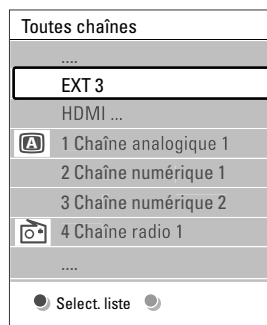 Toutes chaînes
....
EXT 3
HDMI ...
A 1 Chaîne analogique 1
2 Chaîne numérique 1
3 Chaîne numérique 2
4 Chaîne radio 1
....
Select. liste